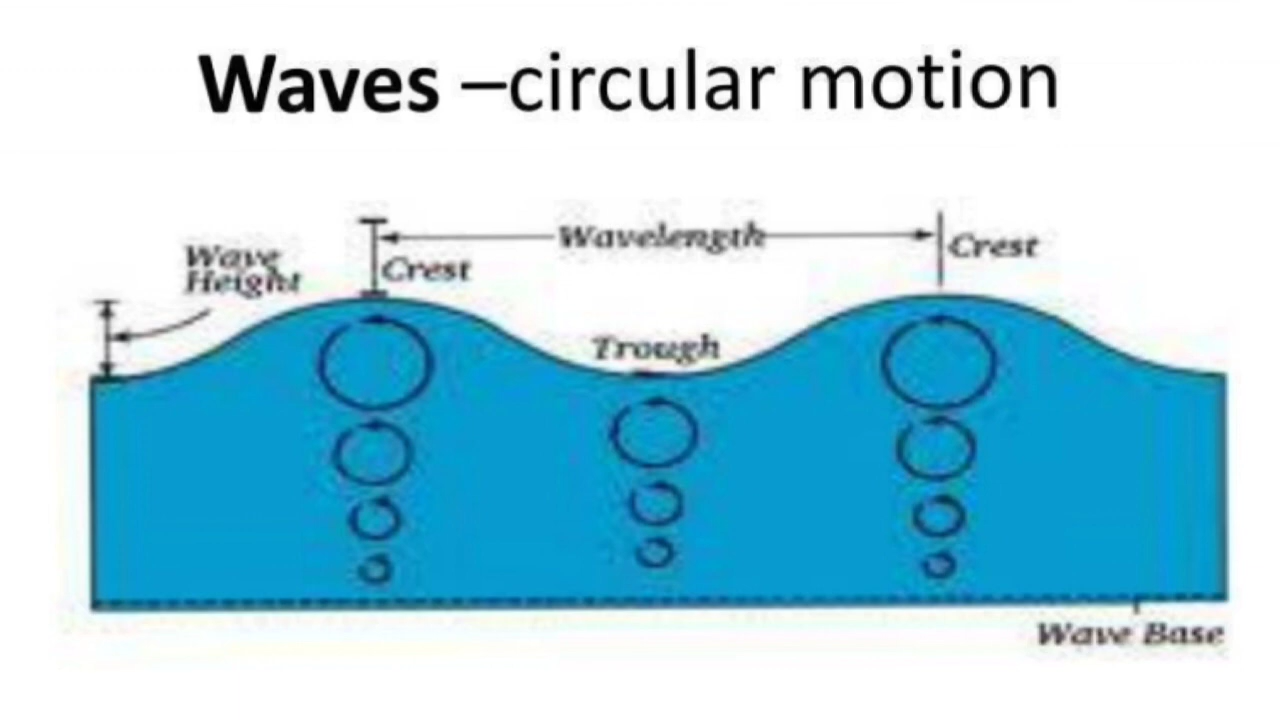 Waves –circular motion
Wavelength
Crest
Wave
Height
Crest
Trough
Wave Base